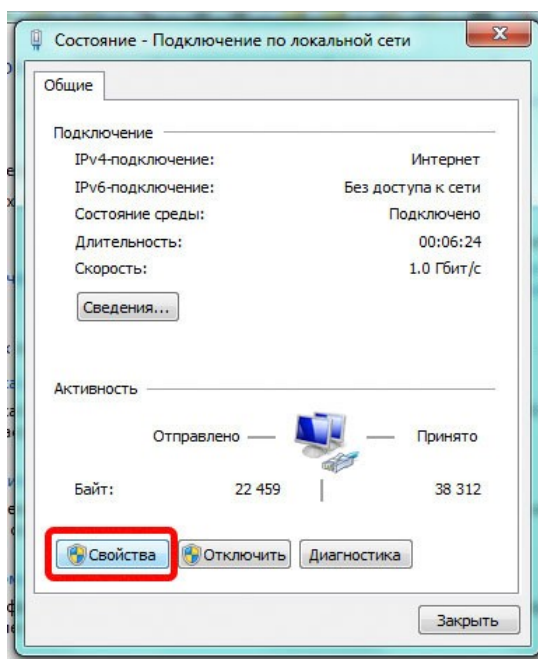 Состояние - Подключение по локальной сети
Общие
Подключение
IPv4-подключение: Интернет
IPv6-подключение: Без доступа к сети
Состояние среды: Подключено
Длительность: 00:06:24
Скорость: 1.0 Гбит/с
Сведения...
Активность
Отправлено — — Принято
Байт: 22 459 38 312
Свойства Отключить Диагностика
Закрыть